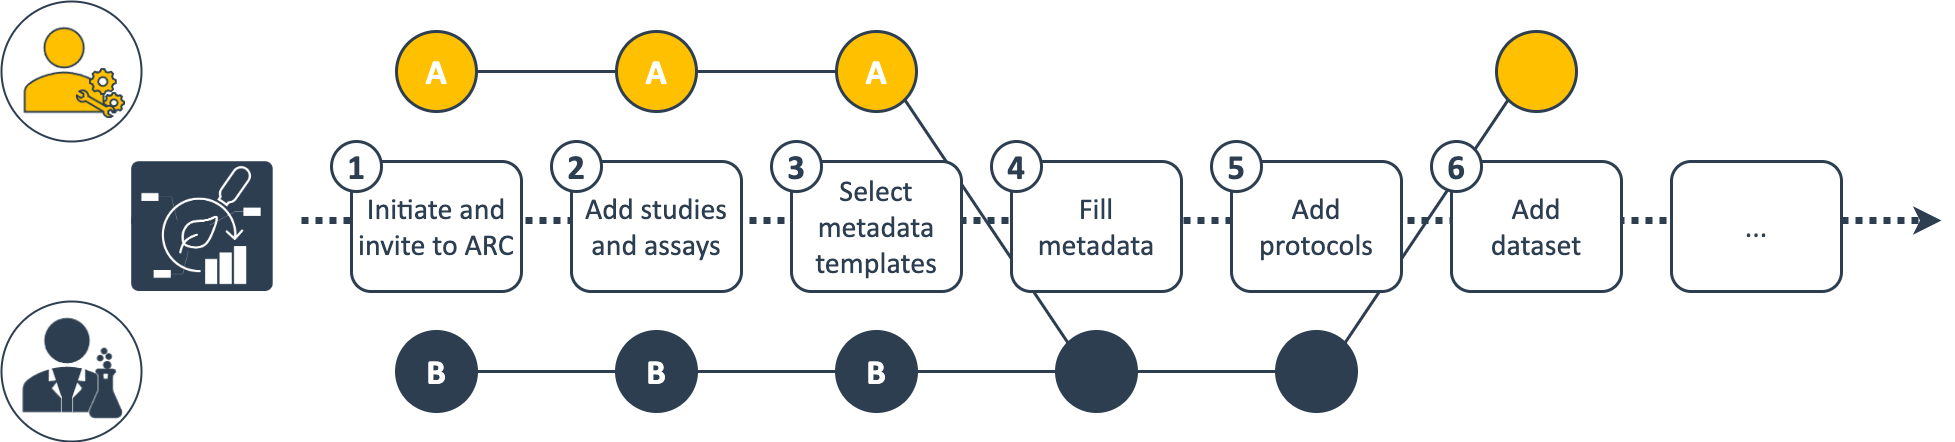 A
A
A
1
Initiate and
invite to ARC
2
Add studies
and assays
3
Select
metadata
templates
4
Fill
metadata
5
Add
protocols
6
Add
dataset
...
B
B
B